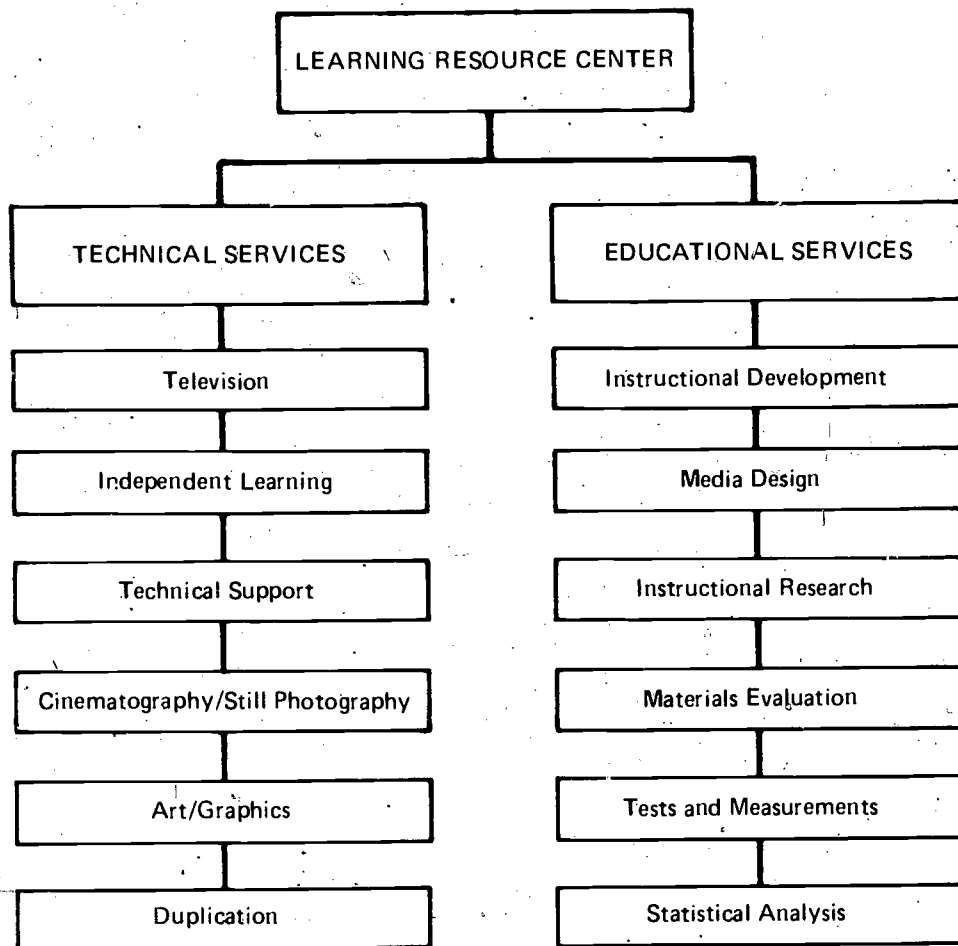 LEARNING RESOURCE CENTER
TECHNICAL SERVICES
Television
Independent Learning
Technical Support
Cinematography/Still Photography
Art/Graphics
Duplication
EDUCATIONAL SERVICES
Instructional Development
Media Design
Instructional Research
Materials Evaluation
Tests and Measurements
Statistical Analysis